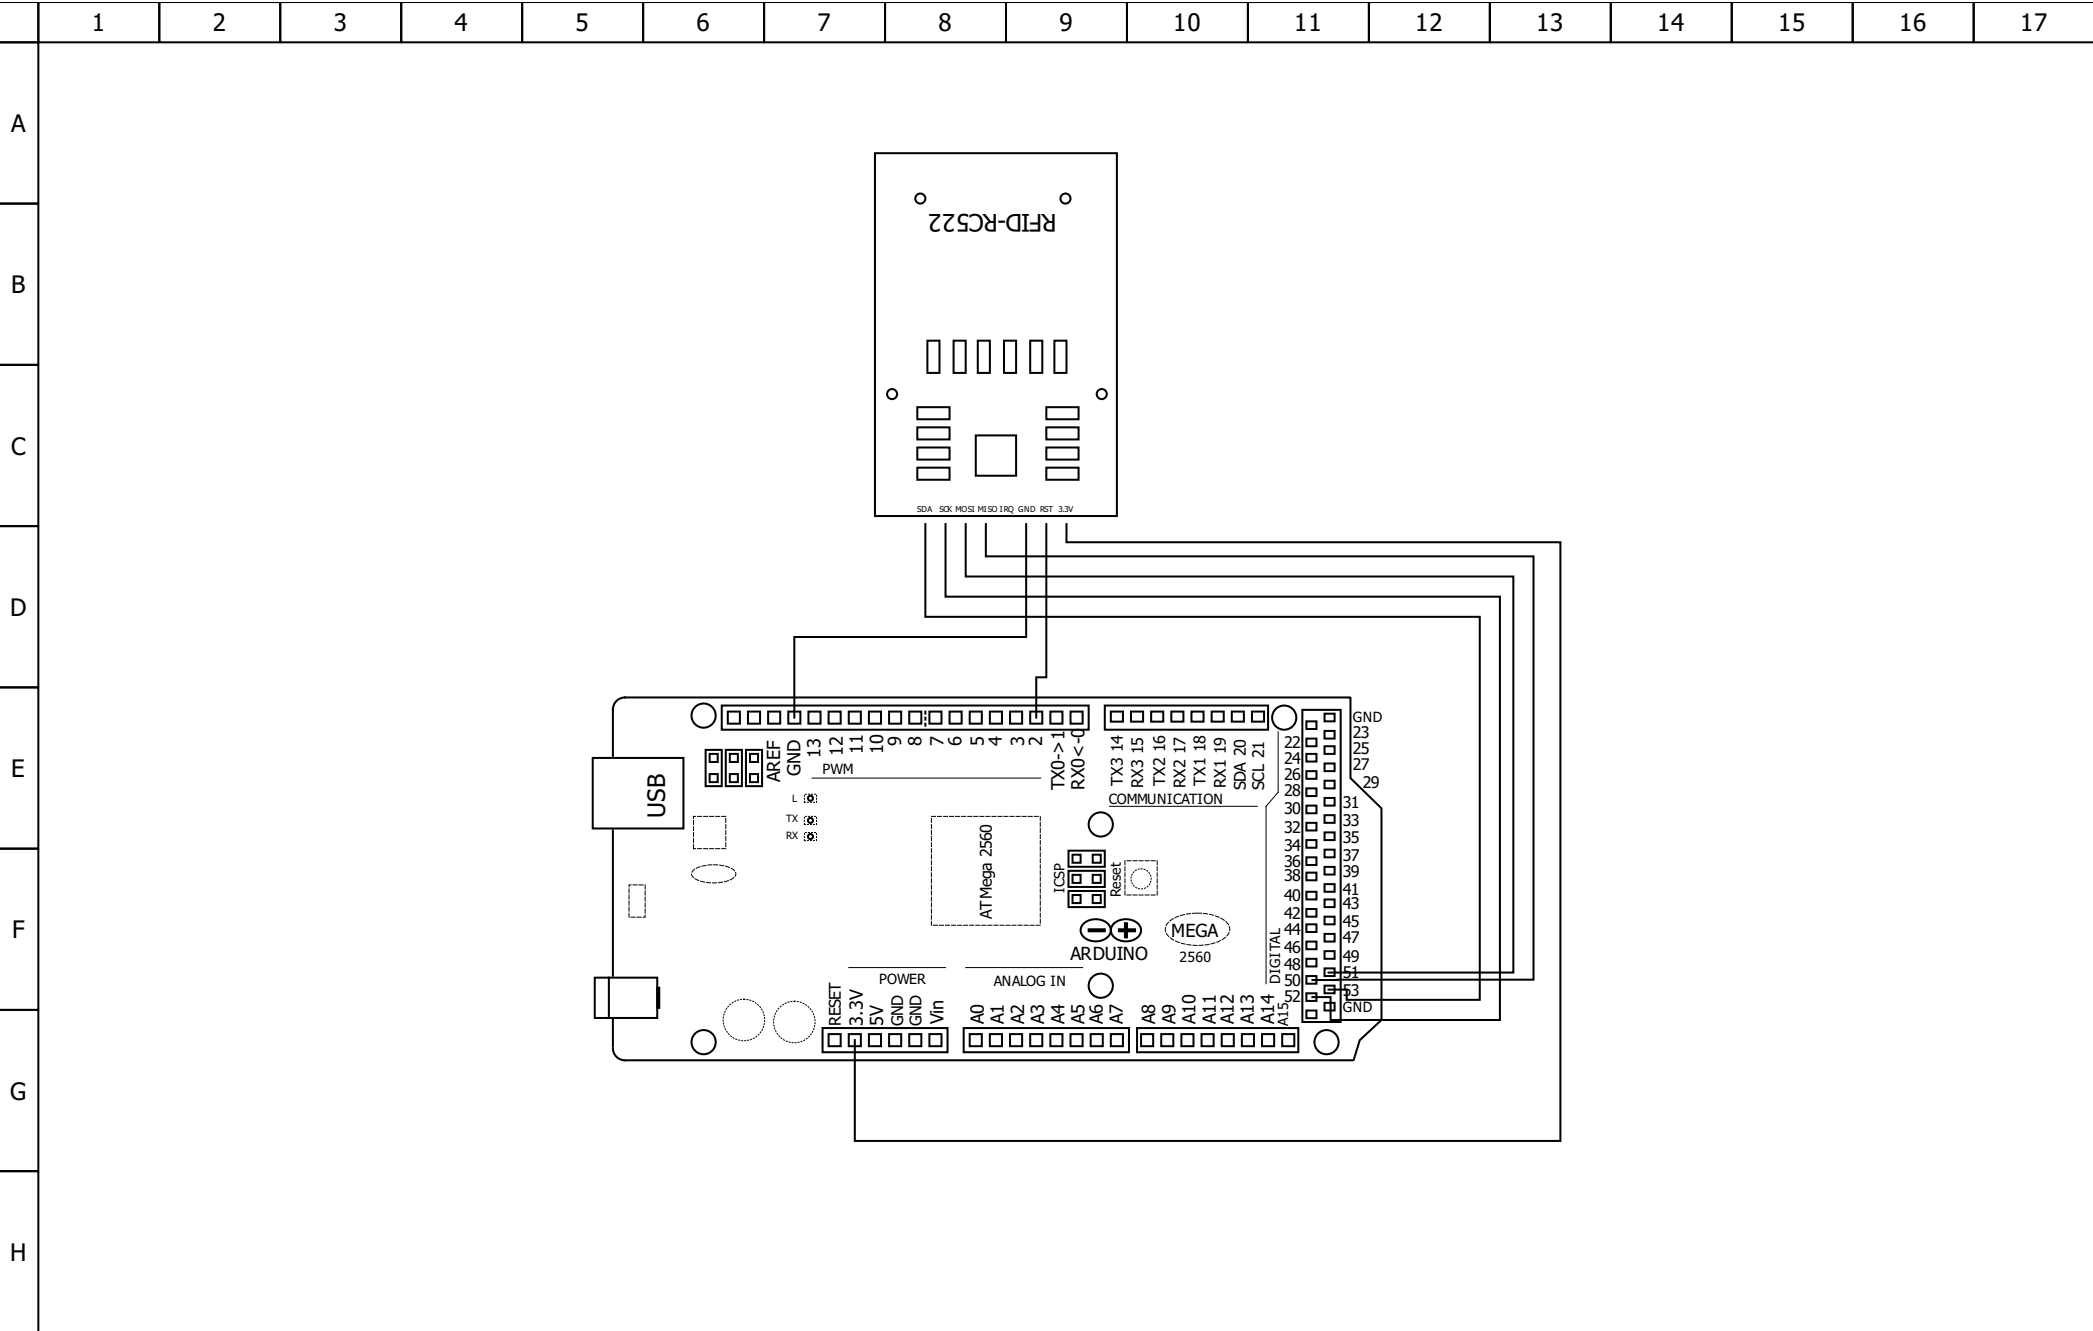 1 2 3 4 5 6 7 8 9 10 11 12 13 14 15 16 17
A
B
C
D
E
F
G
H
RFID-RC522
SDA SCK MOSI MISO IRQ GND RST 3.3V
AREF GND 13 12 11 10 9 8 7 6 5 4 3 2 TX0->1 RX0<-0
PWM
TX3 14 RX3 15 TX2 16 RX2 17 TX1 18 RX1 19 SDA 20 SCL 21
COMMUNICATION
USB
L
TX
RX
ATMega 2560
ICSP
Reset
ARDUINO
MEGA
2560
DIGITAL
GND
22 23
24 25
26 27
28 29
30 31
32 33
34 35
36 37
38 39
40 41
42 43
44 45
46 47
48 49
50 51
52 53
GND
POWER
ANALOG IN
RESET 3.3V 5V GND GND Vin
A0 A1 A2 A3 A4 A5 A6 A7
A8 A9 A10 A11 A12 A13 A14 A15